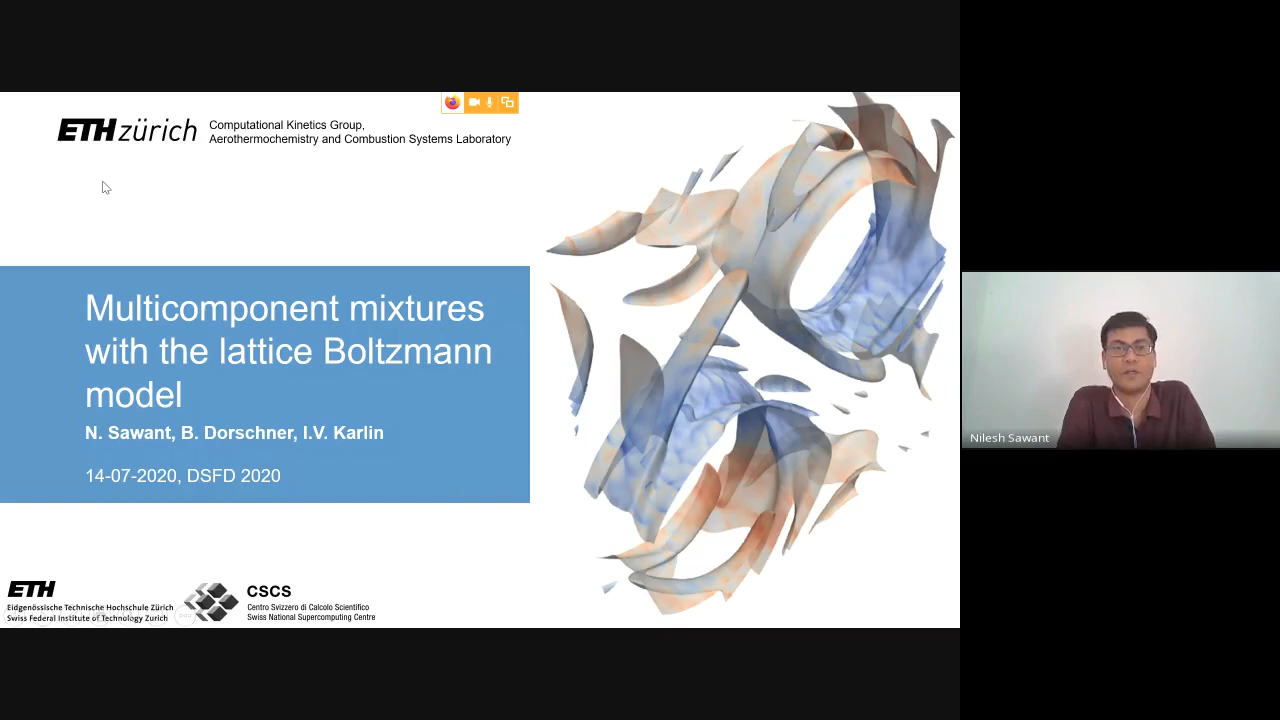 ETH zürich
Computational Kinetics Group,
Aerothermochemistry and Combustion Systems Laboratory
Multicomponent mixtures
with the lattice Boltzmann
model
N. Sawant, B. Dorschner, I.V. Karlin
14-07-2020, DSFD 2020
Nilesh Sawant
ETH
Eidgenössische Technische Hochschule Zürich
Swiss Federal Institute of Technology Zurich
CSCS
Centro Svizzero di Calcolo Scientifico
Swiss National Supercomputing Centre